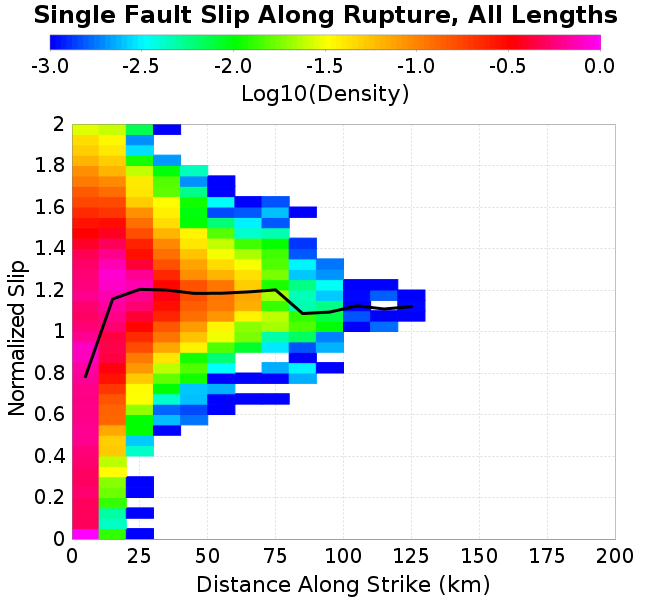 Single Fault Slip Along Rupture, All Lengths
-3.0 -2.5 -2.0 -1.5 -1.0 -0.5 0.0
Log10(Density)
2
1.8
1.6
1.4
1.2
1
0.8
0.6
0.4
0.2
0
Normalized Slip
0 25 50 75 100 125 150 175 200
Distance Along Strike (km)